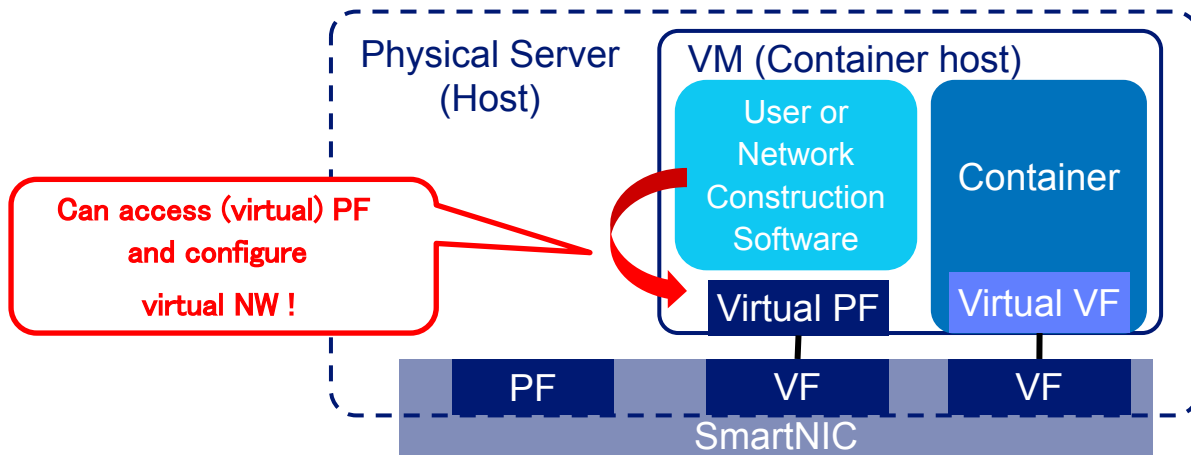 Physical Server
(Host)
VM (Container host)
User or
Network
Construction
Software
Container
Can access (virtual) PF
and configure
virtual NW !
Virtual PF
Virtual VF
PF
VF
VF
SmartNIC